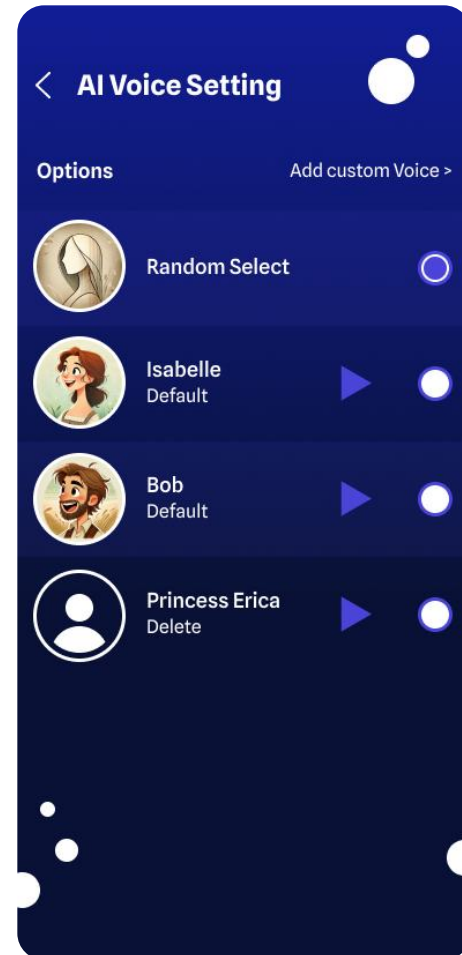 AI Voice Setting
Options
Add custom Voice >
Random Select
Isabelle
Default
Bob
Default
Princess Erica
Delete